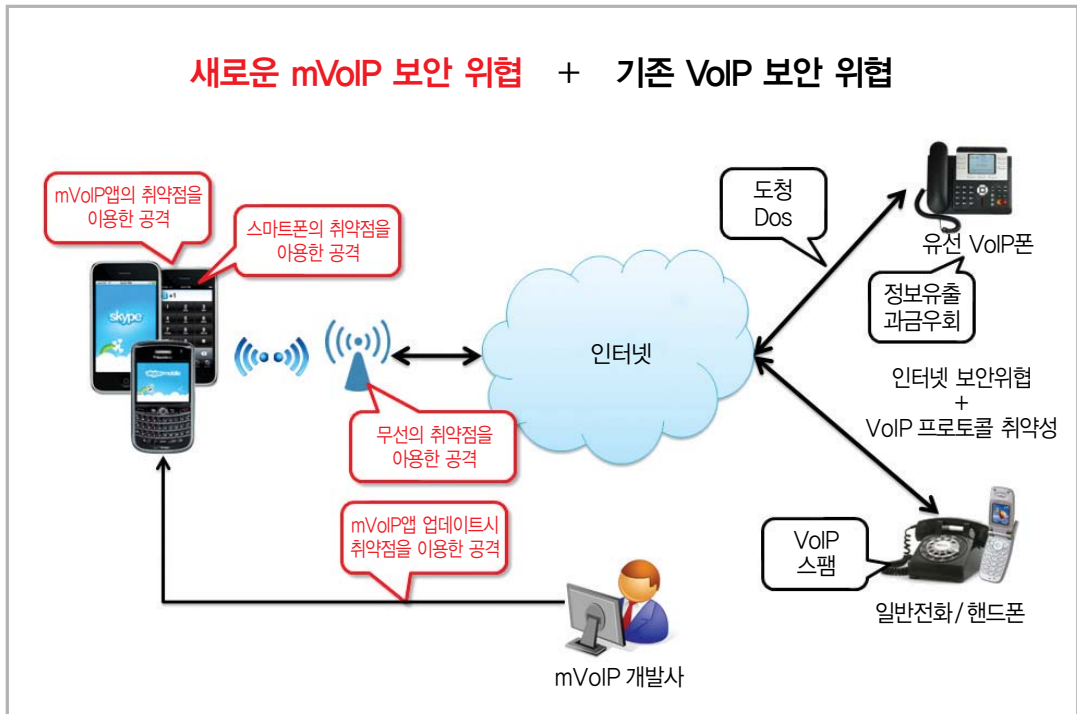 새로운 mVoIP 보안 위협 + 기존 VoIP 보안 위협
mVoIP앱의 취약점을
이용한 공격
스마트폰의 취약점을
아용한 공격
도청
Dos
유선 VoIP폰
정보유출
과금우회
skype
인터넷
인터넷 보안위협
+
VoIP 프로토콜 취약성
무선의 취약점을
아용한 공격
mVoIP앱 업데이트시
취약점을 이용한 공격
VoIP
스팸
일반전화/핸드폰
mVoIP 개발사